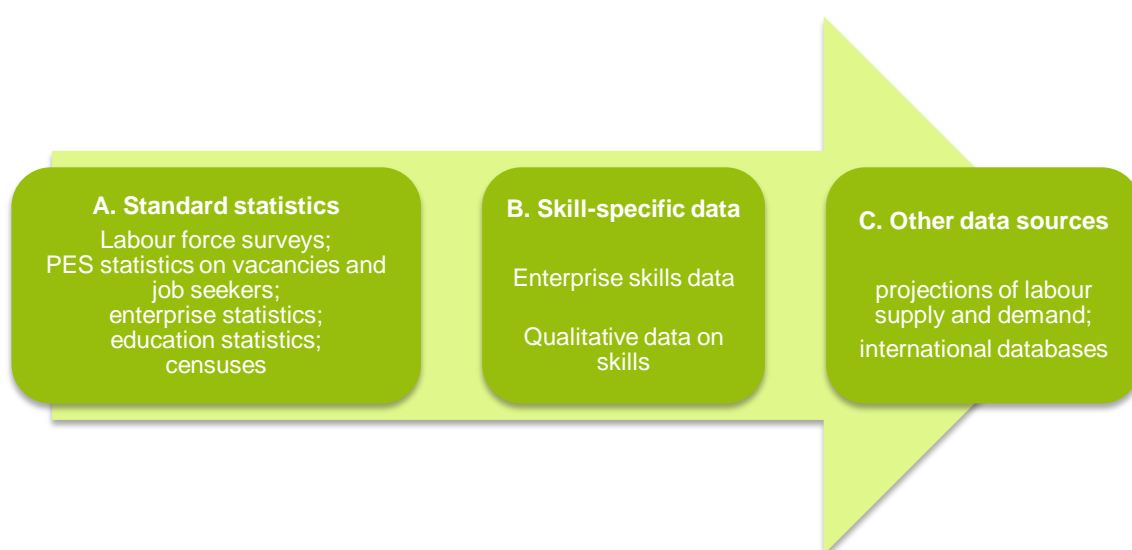 A. Standard statistics
Labour force surveys;
PES statistics on vacancies and
job seekers;
enterprise statistics;
education statistics;
censuses
B. Skill-specific data
Enterprise skills data
Qualitative data on
skills
C. Other data sources
projections of labour
supply and demand;
international databases